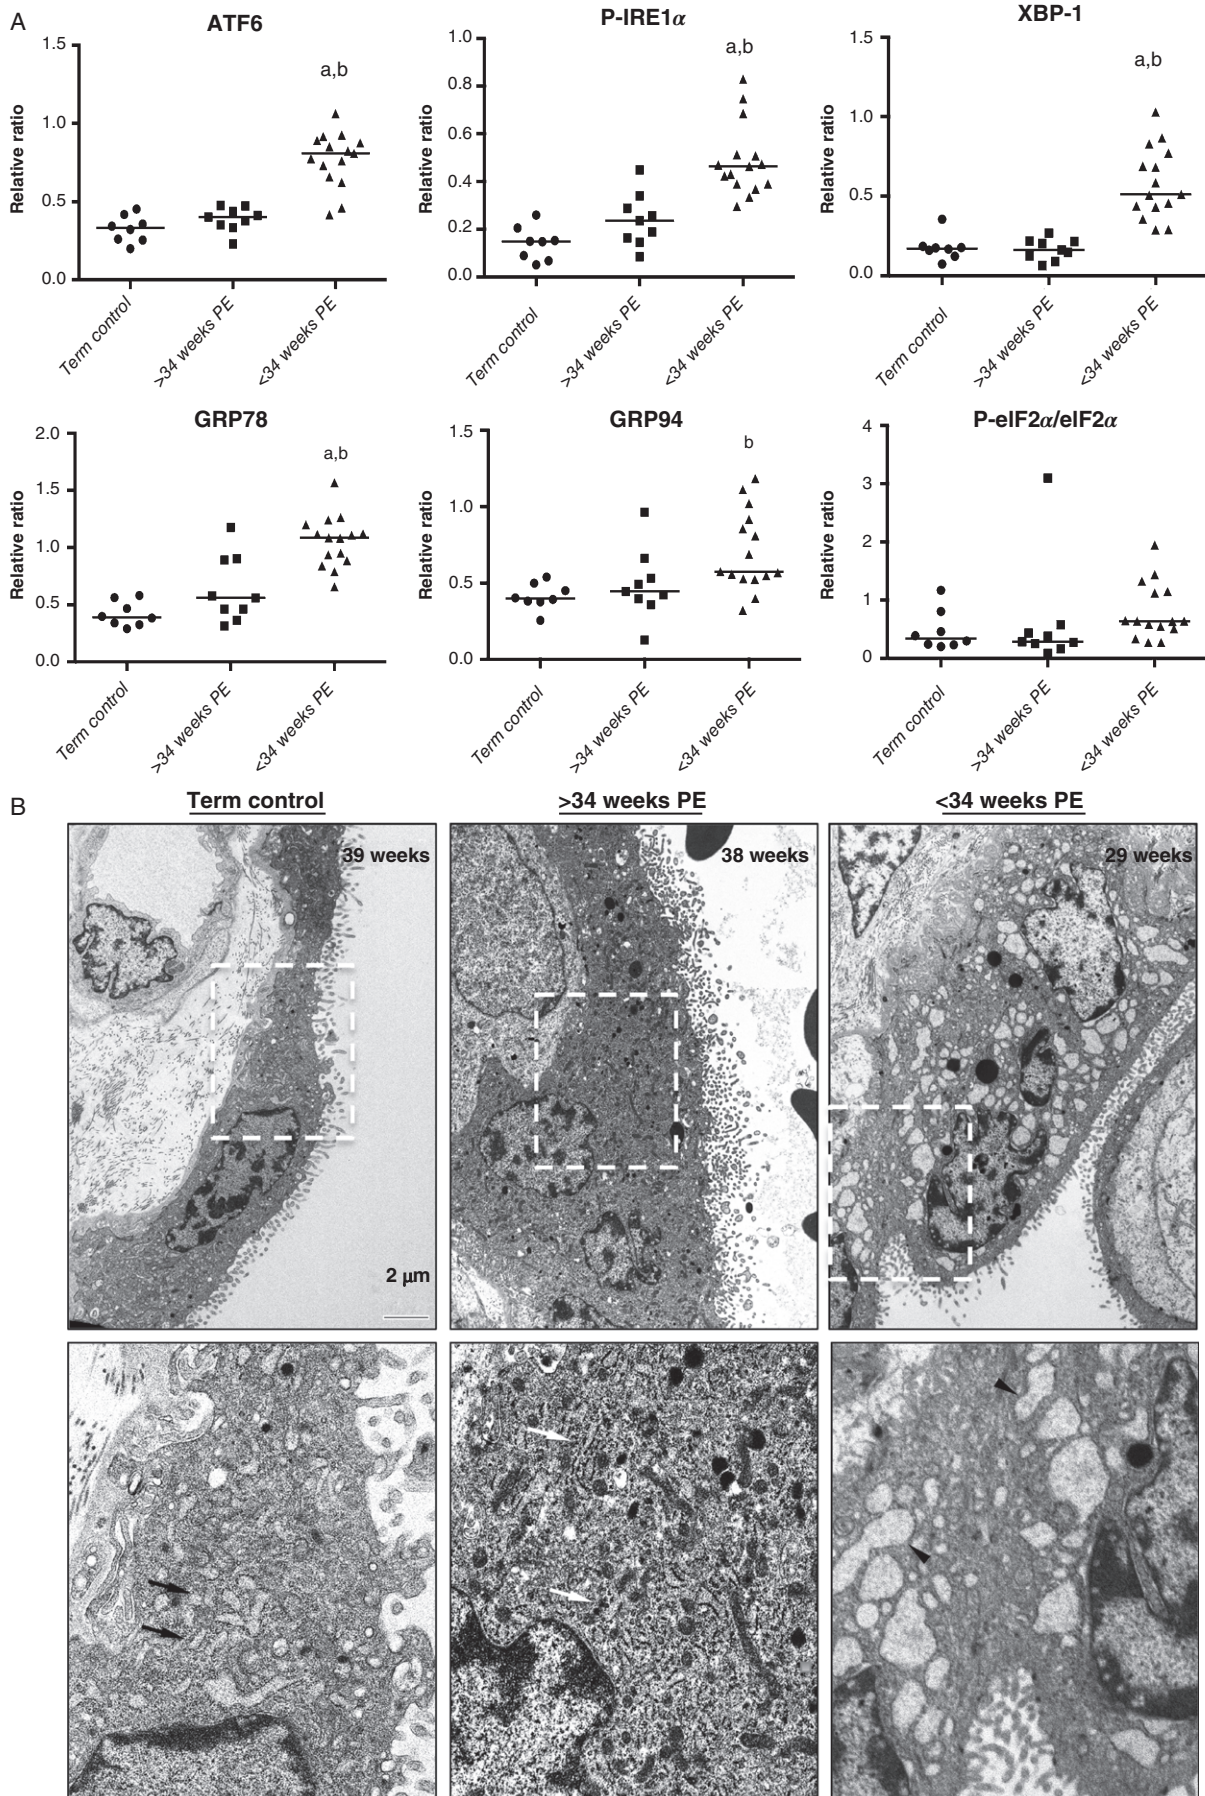 A
ATF6
P-IRE1α
XBP-1
Relative ratio
1.5
1.0
0.5
0.0
a,b
Term control
>34 weeks PE
<34 weeks PE
Relative ratio
1.0
0.8
0.6
0.4
0.2
0.0
a,b
Term control
>34 weeks PE
<34 weeks PE
Relative ratio
1.5
1.0
0.5
0.0
a,b
Term control
>34 weeks PE
<34 weeks PE
GRP78
GRP94
P-eIF2α/eIF2α
Relative ratio
2.0
1.5
1.0
0.5
0.0
a,b
Term control
>34 weeks PE
<34 weeks PE
Relative ratio
1.5
1.0
0.5
0.0
b
Term control
>34 weeks PE
<34 weeks PE
Relative ratio
4
3
2
1
0
Term control
>34 weeks PE
<34 weeks PE
B
Term control
>34 weeks PE
<34 weeks PE
39 weeks
38 weeks
29 weeks
2 μm